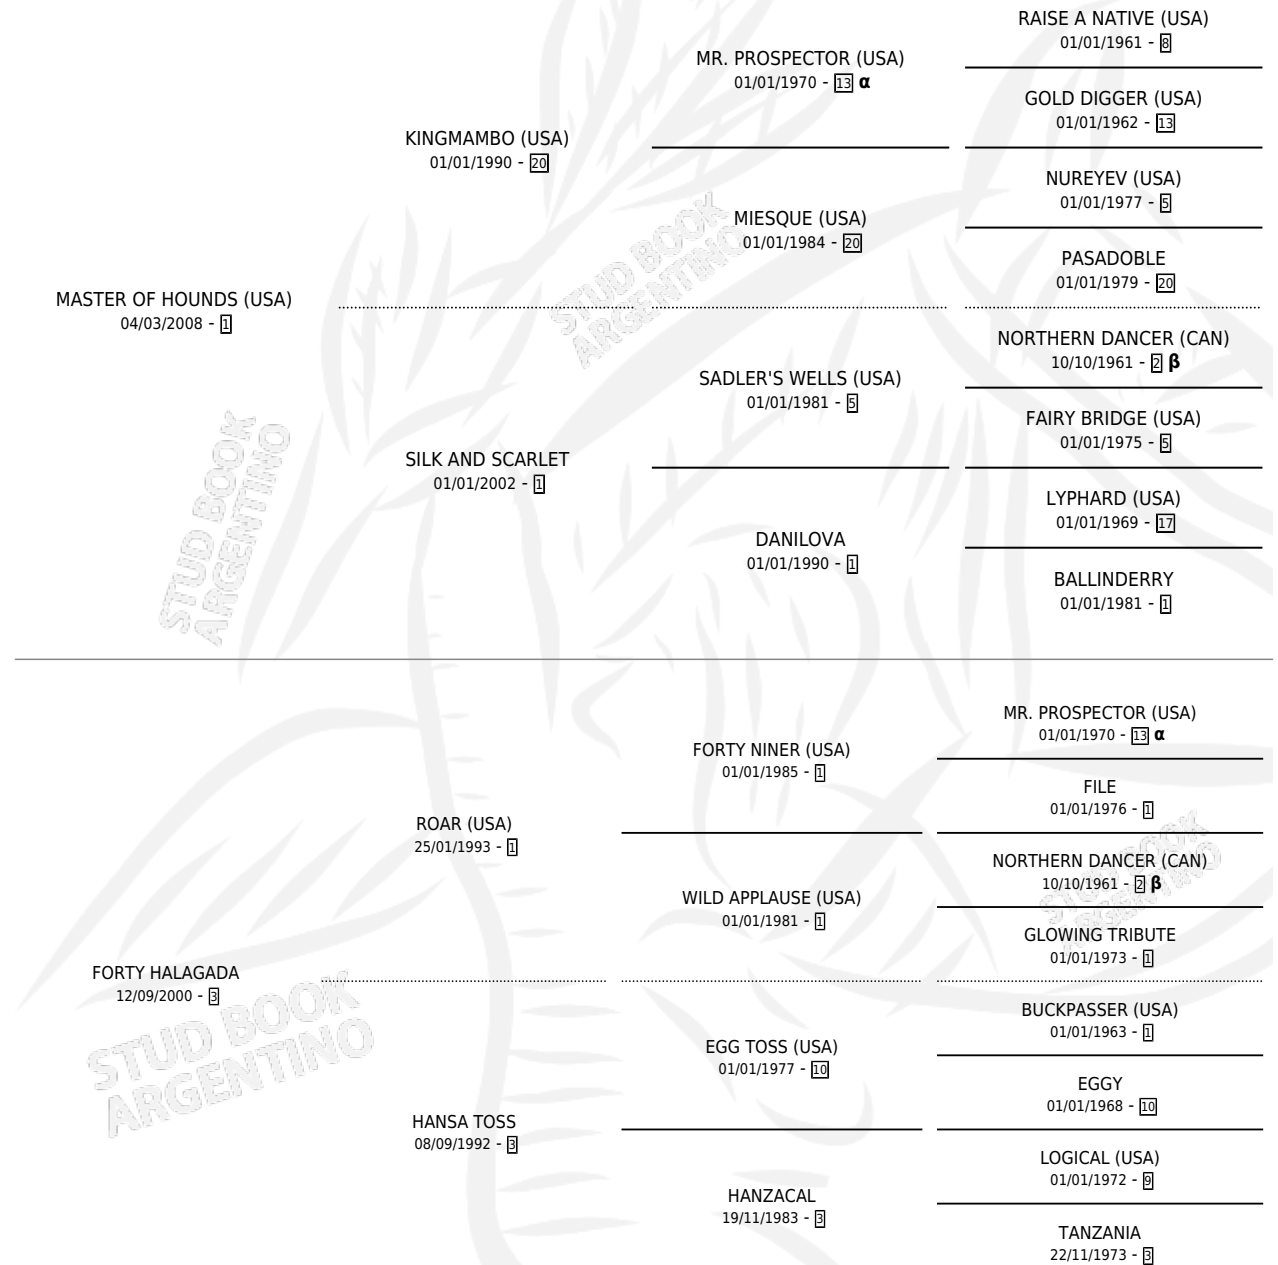 RAISE A NATIVE (USA)
01/01/1961 - 8
MR. PROSPECTOR (USA)
01/01/1970 - 13 α
GOLD DIGGER (USA)
01/01/1962 - 13
KINGMAMBO (USA)
01/01/1990 - 20
NUREYEV (USA)
01/01/1977 - 5
MIESQUE (USA)
01/01/1984 - 20
PASADOBLE
01/01/1979 - 20
MASTER OF HOUNDS (USA)
04/03/2008 - 1
NORTHERN DANCER (CAN)
10/10/1961 - 2 β
SADLER'S WELLS (USA)
01/01/1981 - 5
FAIRY BRIDGE (USA)
01/01/1975 - 5
SILK AND SCARLET
01/01/2002 - 1
LYPHARD (USA)
01/01/1969 - 17
DANILOVA
01/01/1990 - 1
BALLINDERRY
01/01/1981 - 1
MR. PROSPECTOR (USA)
01/01/1970 - 13 α
FORTY NINER (USA)
01/01/1985 - 1
FILE
01/01/1976 - 1
ROAR (USA)
25/01/1993 - 1
NORTHERN DANCER (CAN)
10/10/1961 - 2 β
WILD APPLAUSE (USA)
01/01/1981 - 1
GLOWING TRIBUTE
01/01/1973 - 1
FORTY HALAGADA
12/09/2000 - 3
BUCKPASSER (USA)
01/01/1963 - 1
EGG TOSS (USA)
01/01/1977 - 10
EGGY
01/01/1968 - 10
HANSA TOSS
08/09/1992 - 3
LOGICAL (USA)
01/01/1972 - 9
HANZACAL
19/11/1983 - 3
TANZANIA
22/11/1973 - 3
STUD BOOK
ARGENTINO
STUD BOOK
ARGENTINO
STUD BOOK
ARGENTINO
STUD BOOK
ARGENTINO